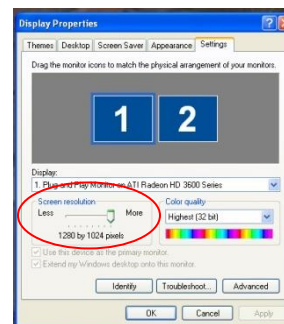 Display Properties
Themes Desktop Screen Saver Appearance Settings
Drag the monitor icons to match the physical arrangement of your monitors.
1 2
Display:
1. Plug and Play Monitor on ATI Radeon HD 3600 Series
Screen resolution
Less More
1280 by 1024 pixels
Color quality
Highest (32 bit)
Use this device as the primary monitor.
Extend my Windows desktop onto this monitor.
Identify Troubleshoot... Advanced
OK Cancel Apply